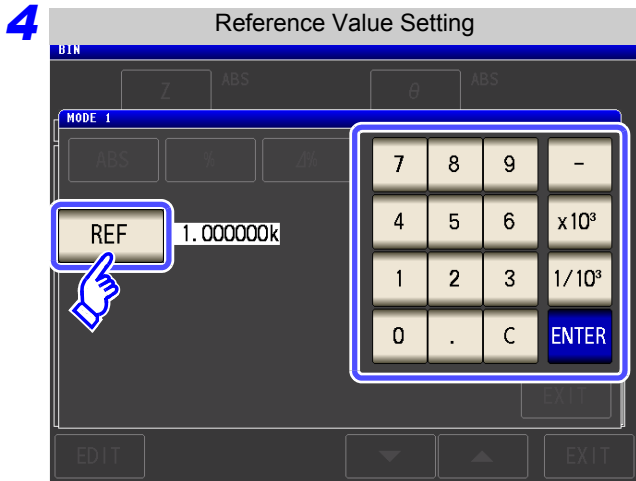 4
Reference Value Setting
BIN
Z ABS θ ABS
MODE 1
ABS % Δ%
7 8 9 −
REF 1.000000k
4 5 6 x10³
1 2 3 1/10³
0 . C ENTER
EXIT
EDIT EXIT